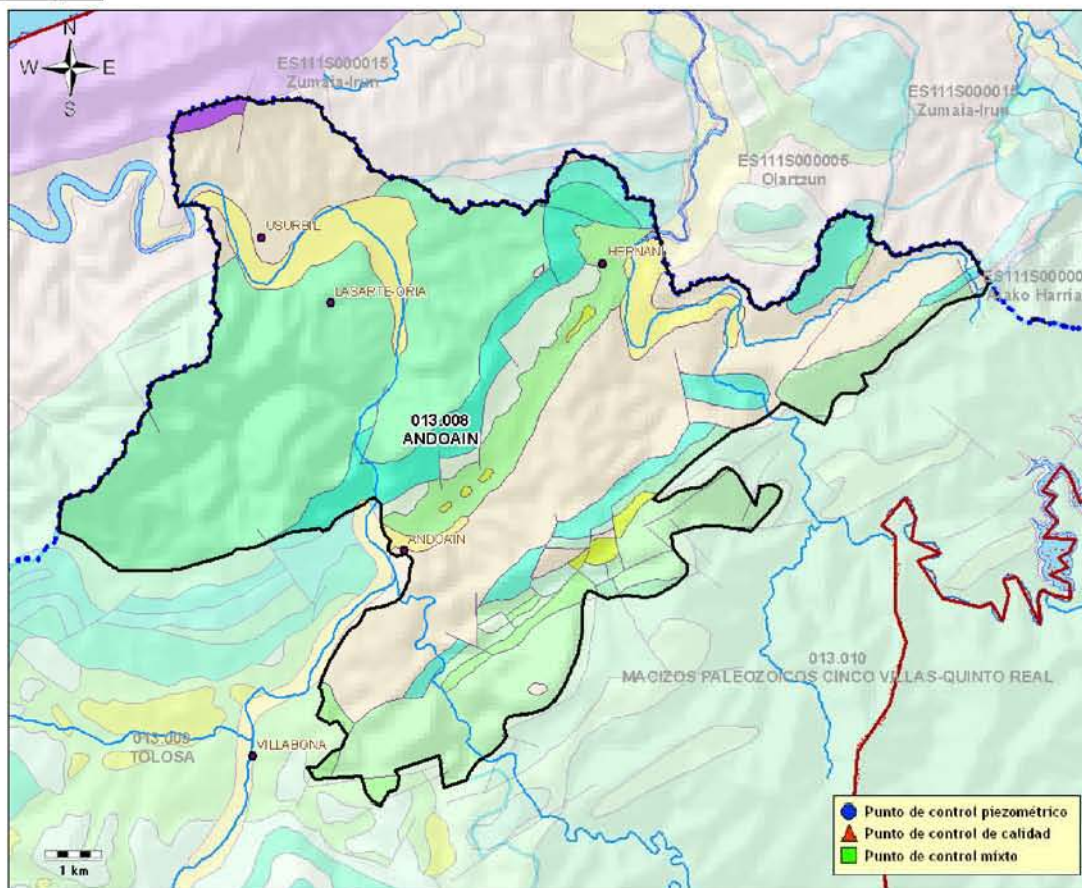 N
W E
S
ES111S000015
Zumaia-Irun
ES111S000015
Zumaia-Irun
ES111S000005
Oiartzun
USURBIL
HERNANI
LASARTE-ORIA
ES111S00000
Aiako Harria
013.008
ANDOAIN
ANDOAIN
013.010
MACIZOS PALEOZOICOS CINCO VILLAS-QUINTO REAL
013.009
TOLOSA
VILLABONA
1 km
Punto de control piezométrico
Punto de control de calidad
Punto de control mixto